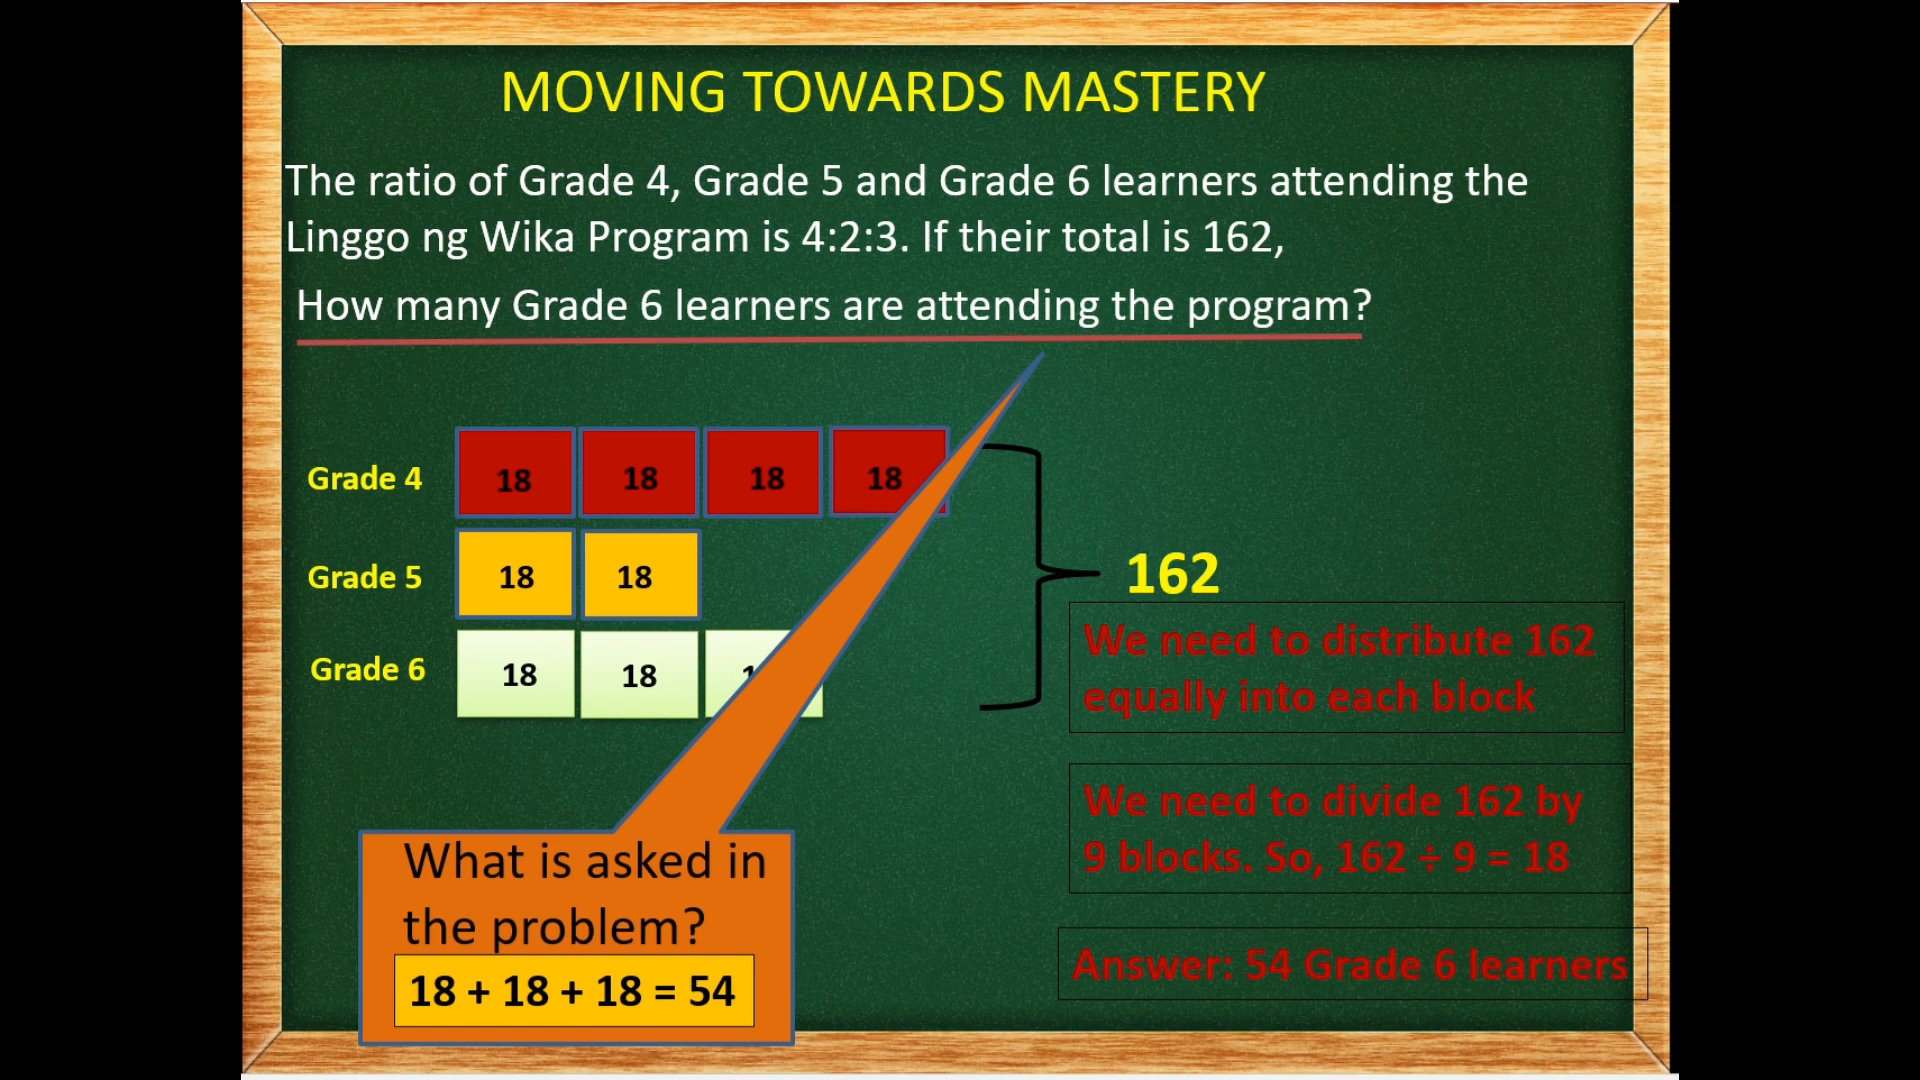 MOVING TOWARDS MASTERY
The ratio of Grade 4, Grade 5 and Grade 6 learners attending the
Linggo ng Wika Program is 4:2:3. If their total is 162,
How many Grade 6 learners are attending the program?
Grade 4 18 18 18 18
Grade 5 18 18
162
Grade 6 18 18
We need to distribute 162
equally into each block
We need to divide 162 by
9 blocks. So, 162 ÷ 9 = 18
What is asked in
the problem?
18 + 18 + 18 = 54
Answer: 54 Grade 6 learners